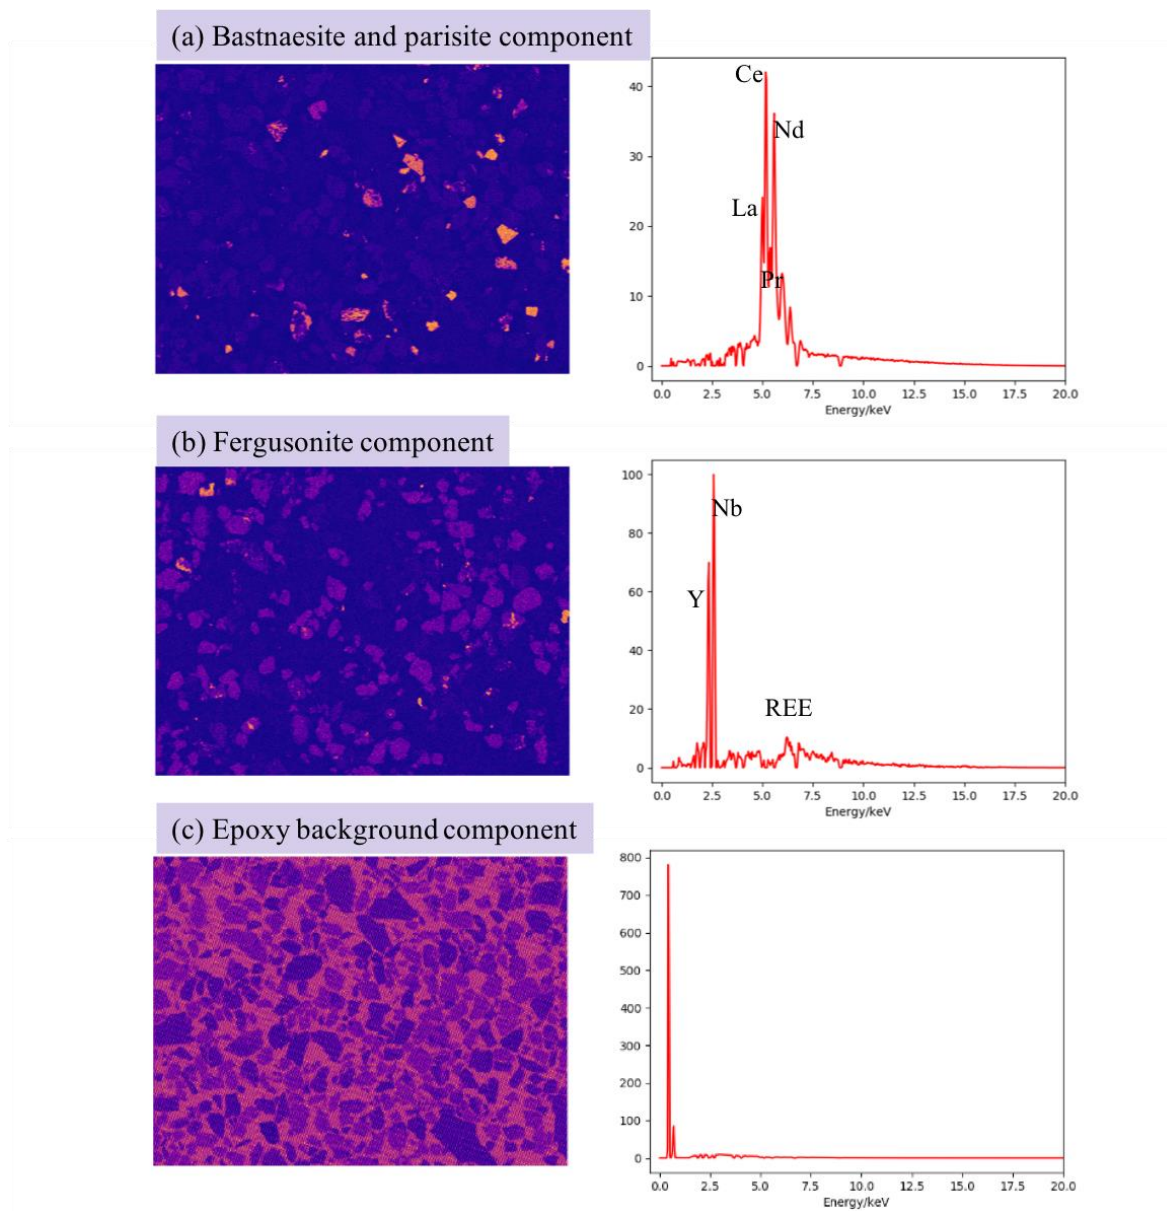 (a) Bastnaesite and parisite component
40
30
20
10
0
Ce
Nd
La
Pr
0.0 2.5 5.0 7.5 10.0 12.5 15.0 17.5 20.0
Energy/keV
(b) Fergusonite component
100
80
60
40
20
0
Nb
Y
REE
0.0 2.5 5.0 7.5 10.0 12.5 15.0 17.5 20.0
Energy/keV
(c) Epoxy background component
800
700
600
500
400
300
200
100
0
0.0 2.5 5.0 7.5 10.0 12.5 15.0 17.5 20.0
Energy/keV